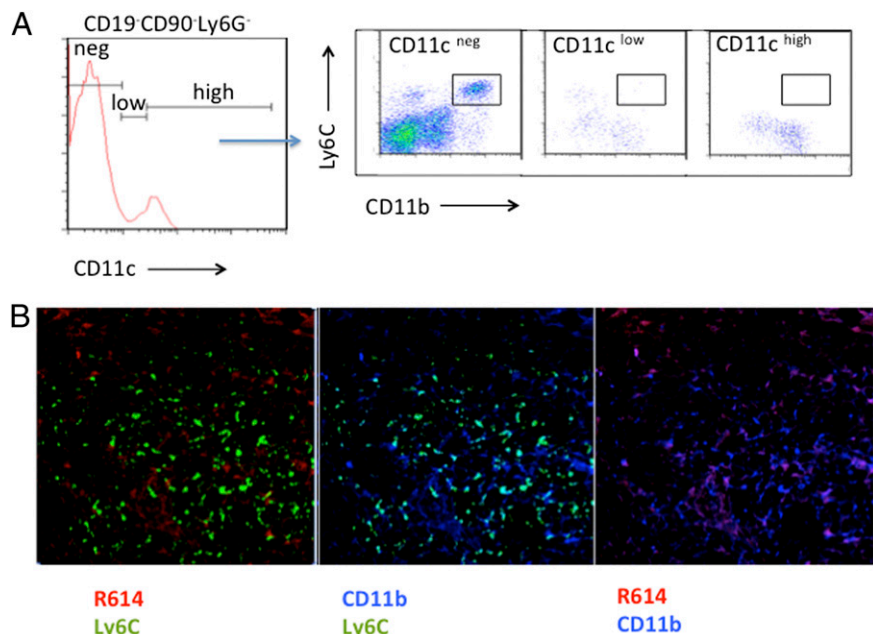 A
CD19-CD90-Ly6G-
neg
low
high
CD11c
Ly6C
CD11b
CD11c neg
CD11c low
CD11c high
B
R614
Ly6C
CD11b
Ly6C
R614
CD11b